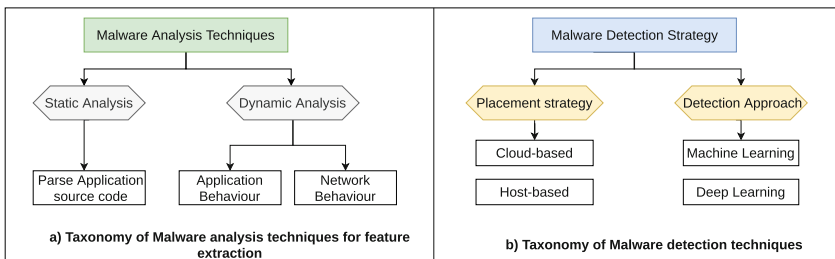 Malware Analysis Techniques
Static Analysis
Dynamic Analysis
Parse Application
source code
Application
Behaviour
Network
Behaviour
a) Taxonomy of Malware analysis techniques for feature
extraction
Malware Detection Strategy
Placement strategy
Detection Approach
Cloud-based
Machine Learning
Host-based
Deep Learning
b) Taxonomy of Malware detection techniques